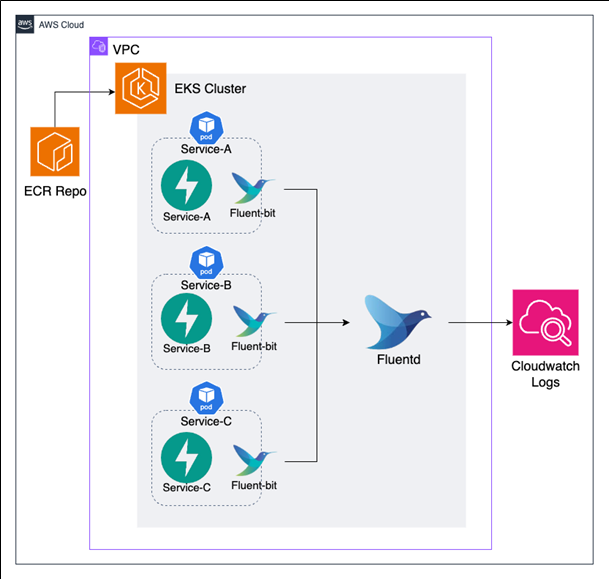 aws
AWS Cloud
VPC
K
EKS Cluster
ECR Repo
pod
Service-A
Service-A
Fluent-bit
pod
Service-B
Service-B
Fluent-bit
Fluentd
Cloudwatch
Logs
pod
Service-C
Service-C
Fluent-bit